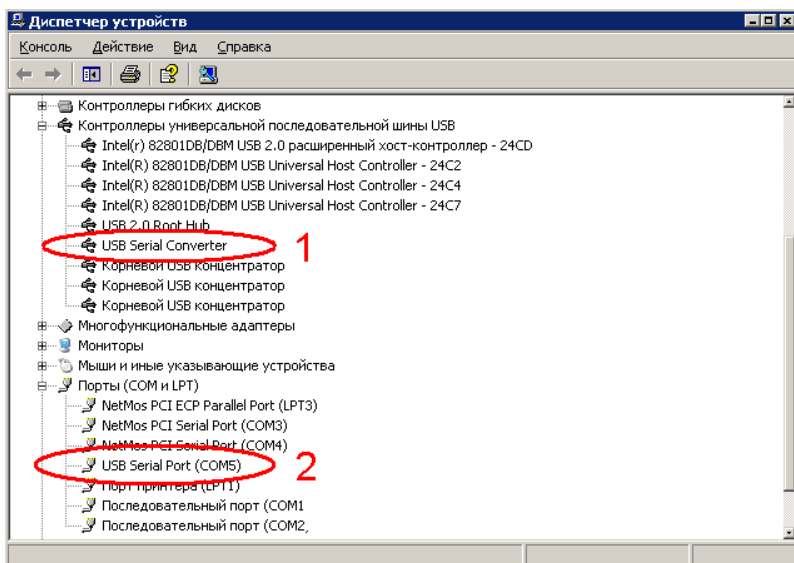 Диспетчер устройств
Консоль Действие Вид Справка
Контроллеры гибких дисков
Контроллеры универсальной последовательной шины USB
Intel(r) 82801DB/DBM USB 2.0 расширенный хост-контроллер - 24CD
Intel(R) 82801DB/DBM USB Universal Host Controller - 24C2
Intel(R) 82801DB/DBM USB Universal Host Controller - 24C4
Intel(R) 82801DB/DBM USB Universal Host Controller - 24C7
USB 2.0 Root Hub
USB Serial Converter 1
Корневой USB концентратор
Корневой USB концентратор
Корневой USB концентратор
Многофункциональные адаптеры
Мониторы
Мыши и иные указывающие устройства
Порты (COM и LPT)
NetMos PCI ECP Parallel Port (LPT3)
NetMos PCI Serial Port (COM3)
NetMos PCI Serial Port (COM4)
USB Serial Port (COM5) 2
Порт принтера (LPT1)
Последовательный порт (COM1
Последовательный порт (COM2,